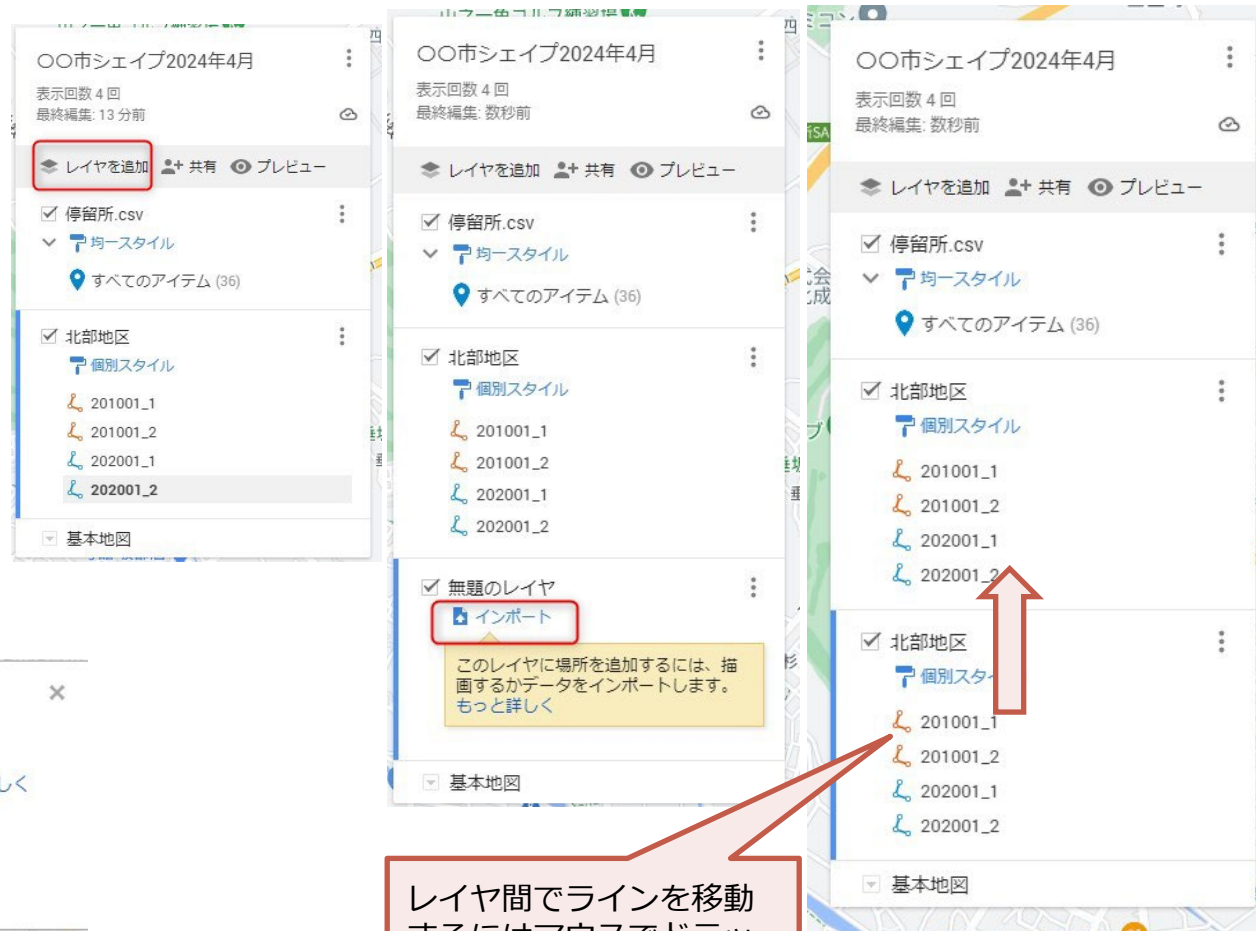 〇〇市シェイプ2024年4月
表示回数 4 回
最終編集: 13 分前
レイヤを追加 共有 プレビュー
停留所.csv
均一スタイル
すべてのアイテム (36)
北部地区
個別スタイル
201001_1
201001_2
202001_1
202001_2
基本地図
しく
〇〇市シェイプ2024年4月
表示回数 4 回
最終編集: 数秒前
レイヤを追加 共有 プレビュー
停留所.csv
均一スタイル
すべてのアイテム (36)
北部地区
個別スタイル
201001_1
201001_2
202001_1
202001_2
無題のレイヤ
インポート
このレイヤに場所を追加するには、描
画するかデータをインポートします。
もっと詳しく
基本地図
レイヤ間でラインを移動
するにはマウスでドラッ
〇〇市シェイプ2024年4月
表示回数 4 回
最終編集: 数秒前
レイヤを追加 共有 プレビュー
停留所.csv
均一スタイル
すべてのアイテム (36)
北部地区
個別スタイル
201001_1
201001_2
202001_1
202001_2
北部地区
個別スタイ
201001_1
201001_2
202001_1
202001_2
基本地図